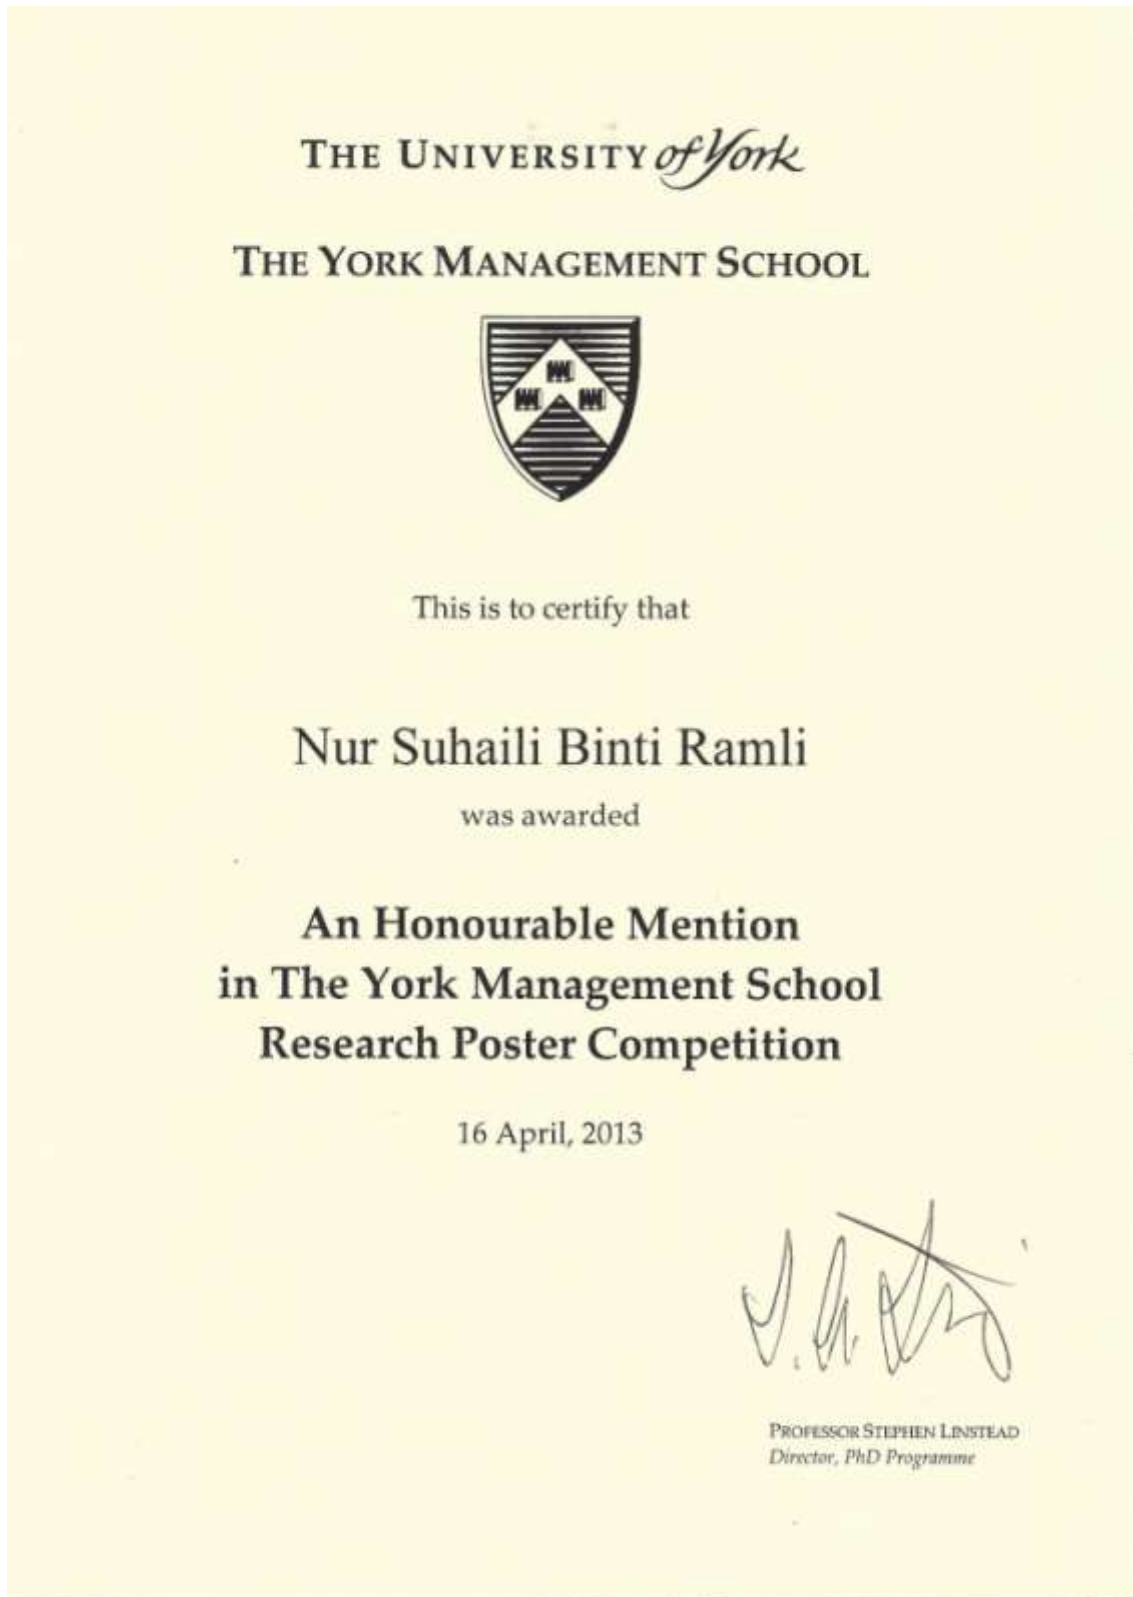 THE UNIVERSITY of York
THE YORK MANAGEMENT SCHOOL
This is to certify that
Nur Suhaili Binti Ramli
was awarded
An Honourable Mention
in The York Management School
Research Poster Competition
16 April, 2013
PROFESSOR STEPHEN LINSTEAD
Director, PhD Programme